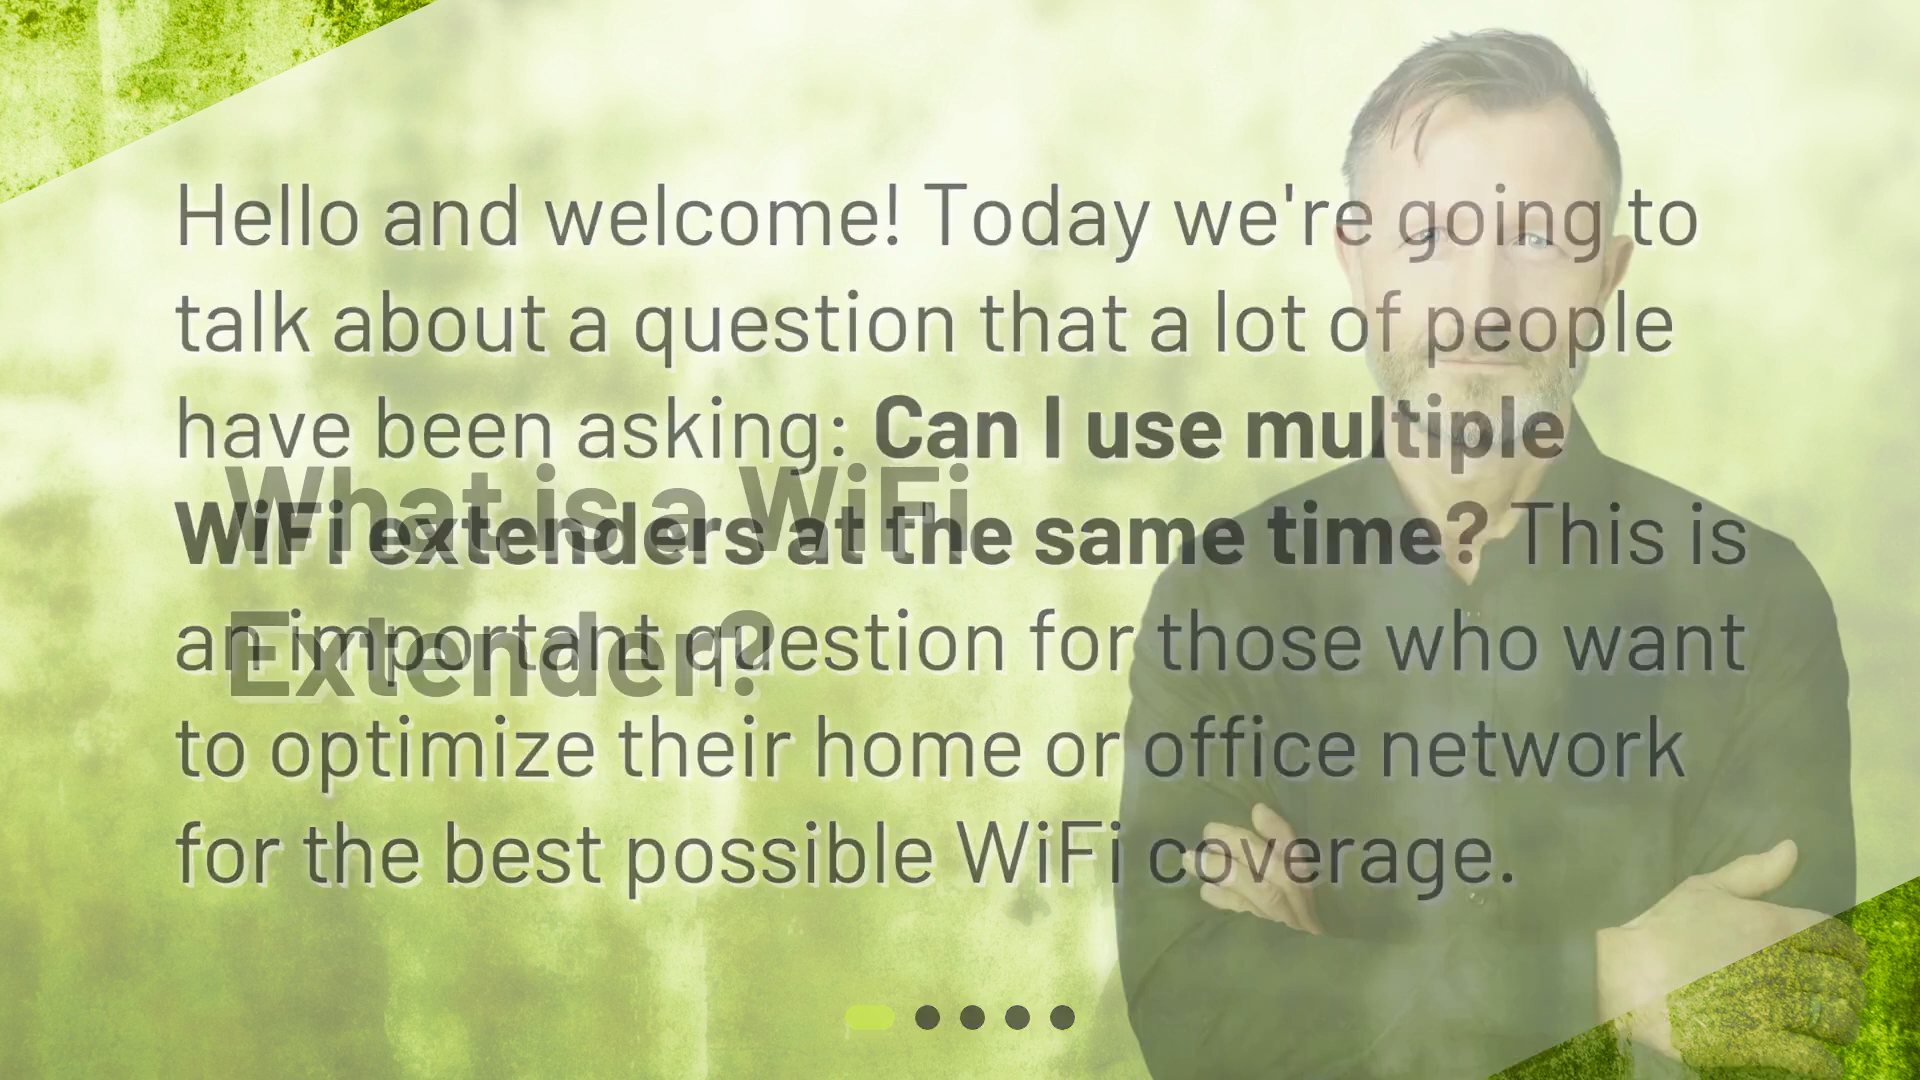 Hello and welcome! Today we're going to
talk about a question that a lot of people
have been asking: Can I use multiple
WiFi extenders at the same time? This is
an important question for those who want
to optimize their home or office network
for the best possible WiFi coverage.
What is a WiFi
Extender?